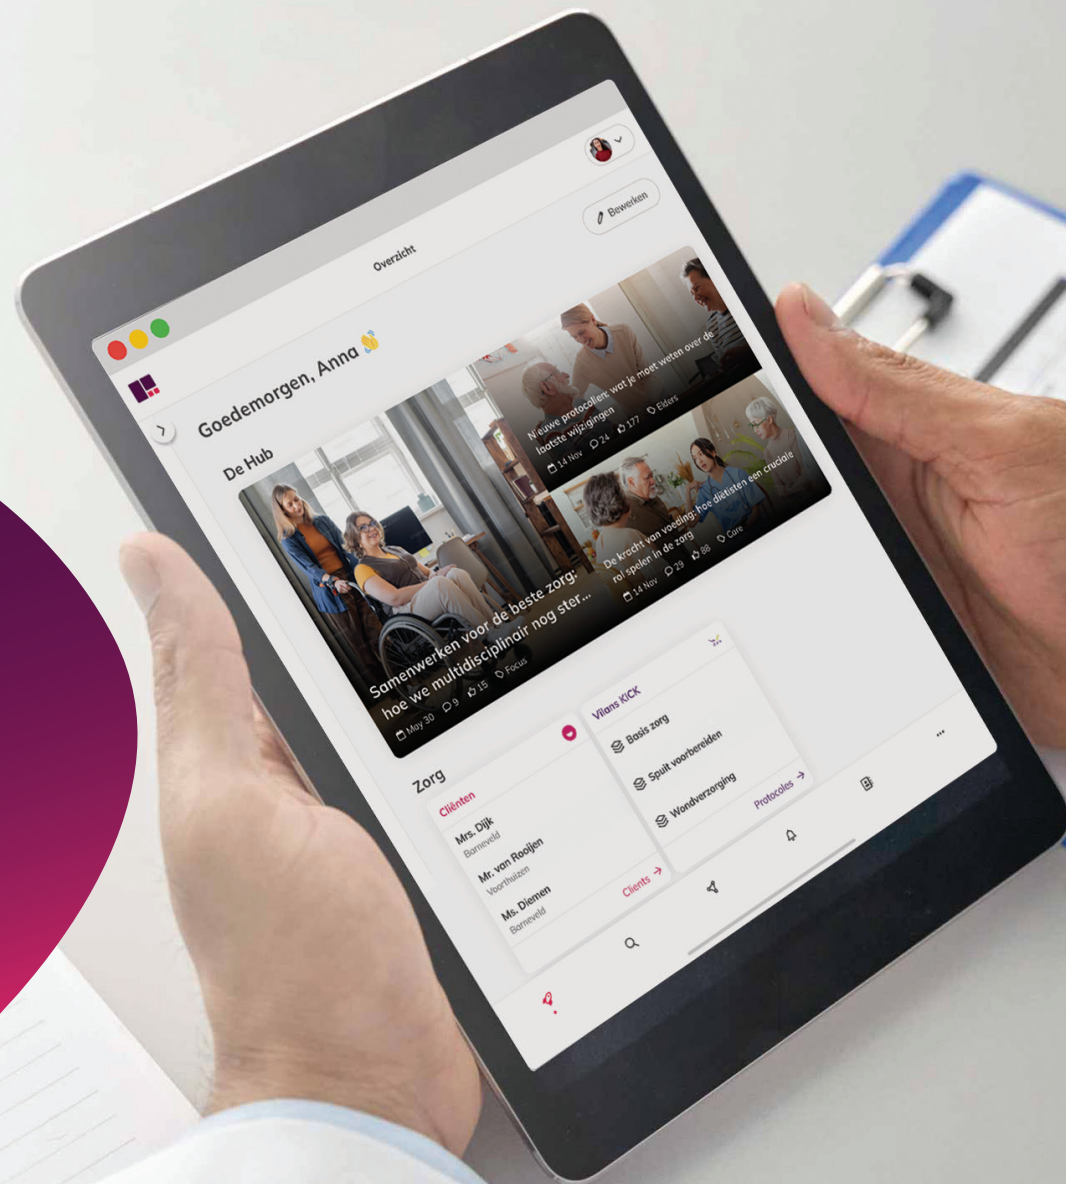 Overzicht
Bewerken
Goedemorgen, Anna
De Hub
Samenwerken voor de beste zorg:
hoe we multidisciplinair nog ster...
May 30 9 15 Focus
Nieuwe protocollen: wat je moet weten over de
laatste wijzigingen
14 Nov 24 177 Elders
De kracht van voeding: hoe diëtisten een cruciale
rol spelen in de zorg
14 Nov 29 88 Care
Zorg
Cliënten
Mrs. Dijk
Barneveld
Mr. van Rooijen
Voorthuizen
Ms. Diemen
Barneveld
Clients →
Vilans KICK
Basis zorg
Spuit voorbereiden
Wondverzorging
Protocoles →